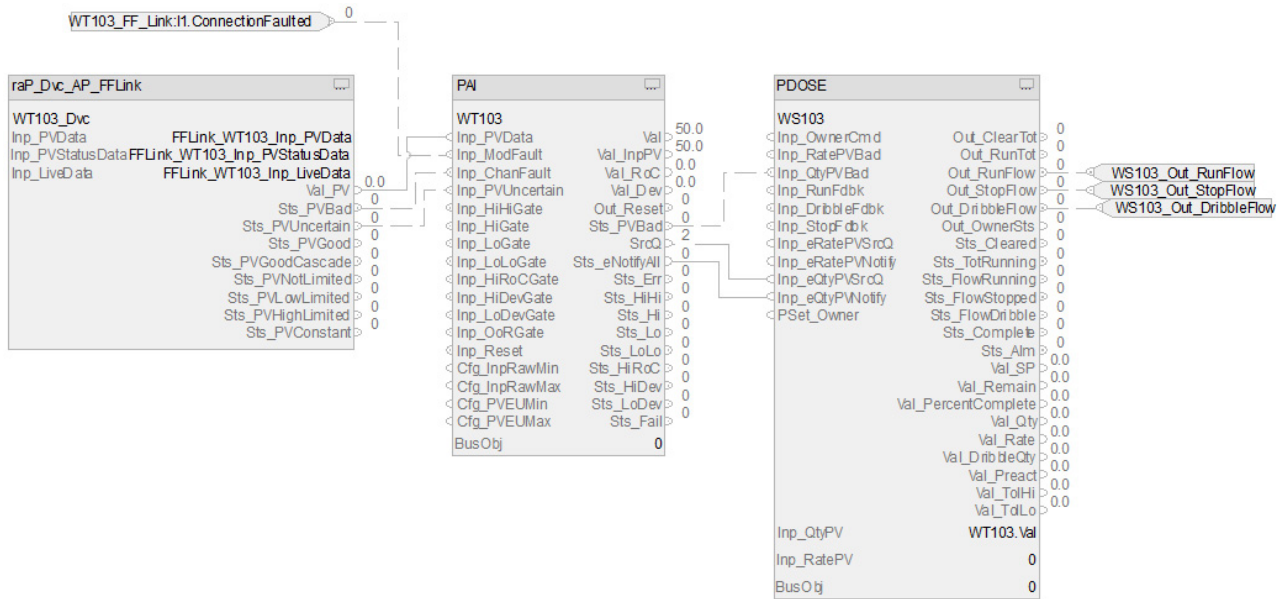 WT103_FF_Link:I1.ConnectionFaulted 0
raP_Dvc_AP_FFLink
WT103_Dvc
Inp_PVData FFLink_WT103_Inp_PVData
Inp_PVStatusData FFLink_WT103_Inp_PVStatusData
Inp_LiveData FFLink_WT103_Inp_LiveData
Val_PV 0.0
Sts_PVBad 0
Sts_PVUncertain 0
Sts_PVGood 0
Sts_PVGoodCascade 0
Sts_PVNotLimited 0
Sts_PVLowLimited 0
Sts_PVHighLimited 0
Sts_PVConstant 0
PAI
WT103
Inp_PVData Val 50.0
Inp_ModFault Val_InpPV 50.0
Inp_ChanFault Val_RoC 0.0
Inp_PVUncertain Val_Dev 0.0
Inp_HiHiGate Out_Reset 0
Inp_HiGate Sts_PVBad 0
Inp_LoGate SrcQ 2
Inp_LoLoGate Sts_eNotifyAll 0
Inp_HiRoCGate Sts_Err 0
Inp_HiDevGate Sts_HiHi 0
Inp_LoDevGate Sts_Hi 0
Inp_OoRGate Sts_Lo 0
Inp_Reset Sts_LoLo 0
Cfg_InpRawMin Sts_HiRoC 0
Cfg_InpRawMax Sts_HiDev 0
Cfg_PVEUMin Sts_LoDev 0
Cfg_PVEUMax Sts_Fail 0
BusObj 0
PDOSE
WS103
Inp_OwnerCmd Out_ClearTot 0
Inp_RatePVBad Out_RunTot 0
Inp_QtyPVBad Out_RunFlow 0
Inp_RunFdbk Out_StopFlow 0
Inp_DribbleFdbk Out_DribbleFlow 0
Inp_StopFdbk Out_OwnerSts 0
Inp_eRatePVSrcQ Sts_Cleared 0
Inp_eRatePVNotify Sts_TotRunning 0
Inp_eQtyPVSrcQ Sts_FlowRunning 0
Inp_eQtyPVNotify Sts_FlowStopped 0
PSet_Owner Sts_FlowDribble 0
Sts_Complete 0
Sts_Alm 0
Val_SP 0.0
Val_Remain 0.0
Val_PercentComplete 0.0
Val_Qty 0.0
Val_Rate 0.0
Val_DribbleQty 0.0
Val_Preact 0.0
Val_TolHi 0.0
Val_TolLo 0.0
Inp_QtyPV WT103.Val
Inp_RatePV 0
BusObj 0
WS103_Out_RunFlow
WS103_Out_StopFlow
WS103_Out_DribbleFlow